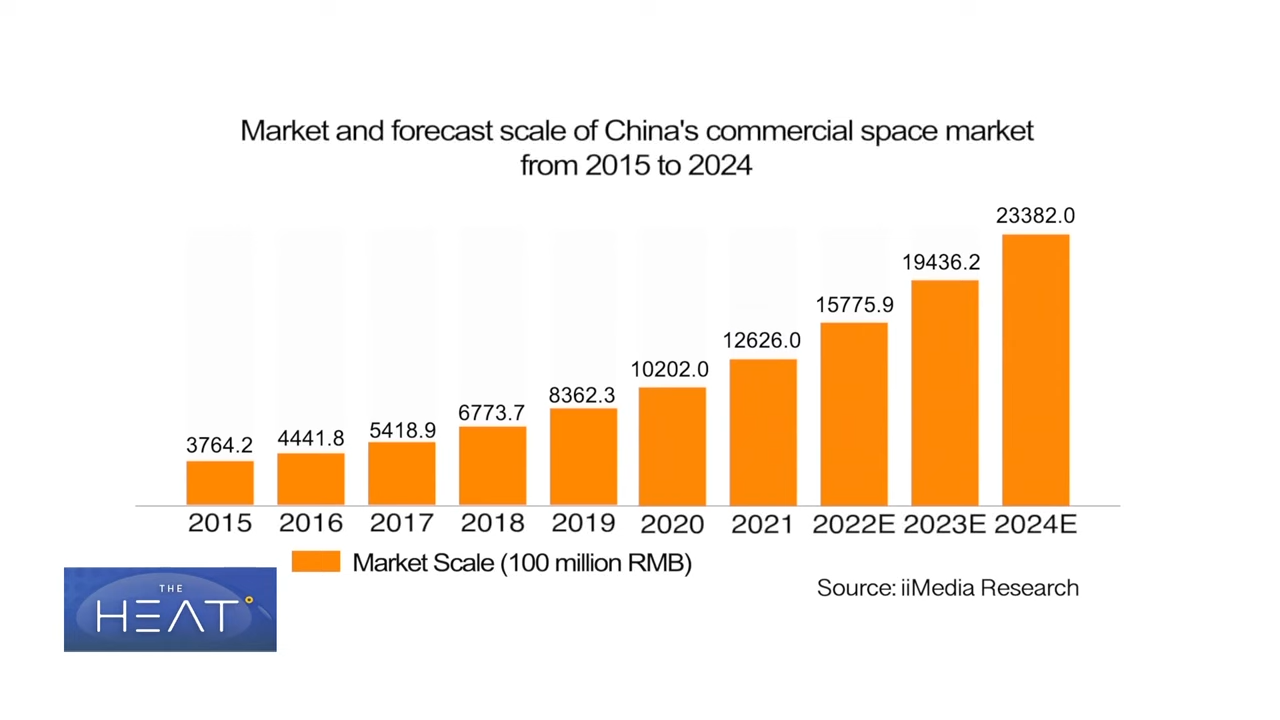 Market and forecast scale of China's commercial space market
from 2015 to 2024
3764.2
4441.8
5418.9
6773.7
8362.3
10202.0
12626.0
15775.9
19436.2
23382.0
2015 2016 2017 2018 2019 2020 2021 2022E 2023E 2024E
Market Scale (100 million RMB)
Source: iiMedia Research
THE
HEAT